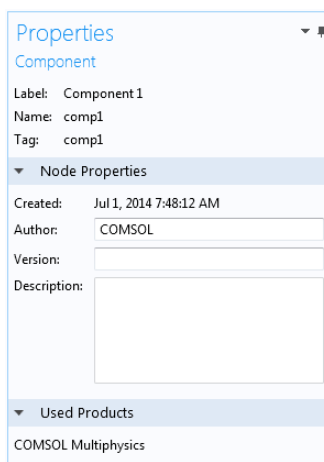 Properties
Component
Label: Component 1
Name: comp1
Tag: comp1
Node Properties
Created: Jul 1, 2014 7:48:12 AM
Author: COMSOL
Version:
Description:
Used Products
COMSOL Multiphysics